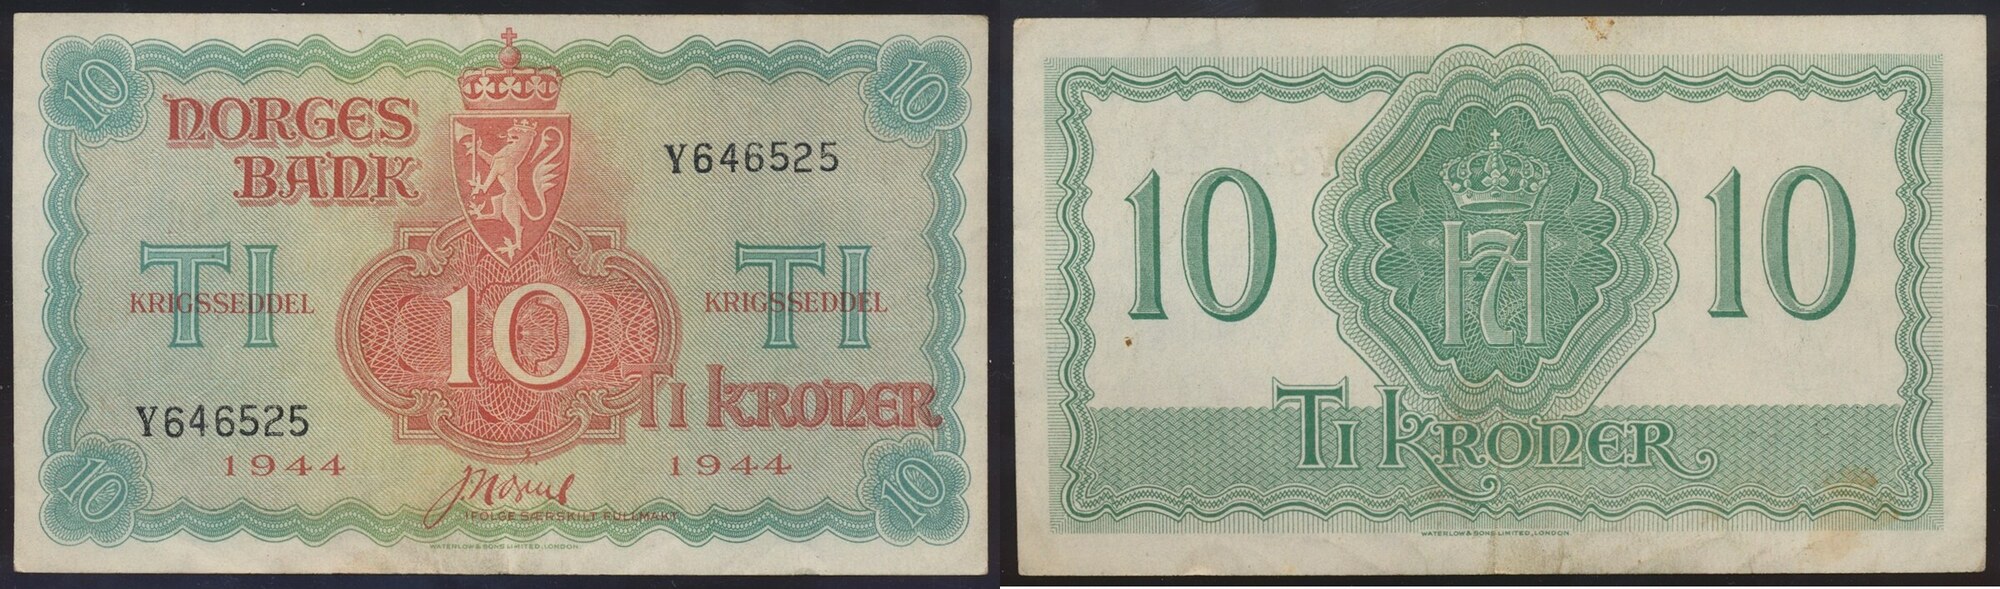 10
10
NORGES
BANK
Y646525
TI
TI
KRIGSSEDDEL
KRIGSSEDDEL
10
TI KRONER
Y646525
1944
1944
I FØLGE SÆRSKILT FULLMAKT
10
10
WATERLOW & SONS LIMITED, LONDON.
10
H7
10
TI KRONER
WATERLOW & SONS LIMITED, LONDON.